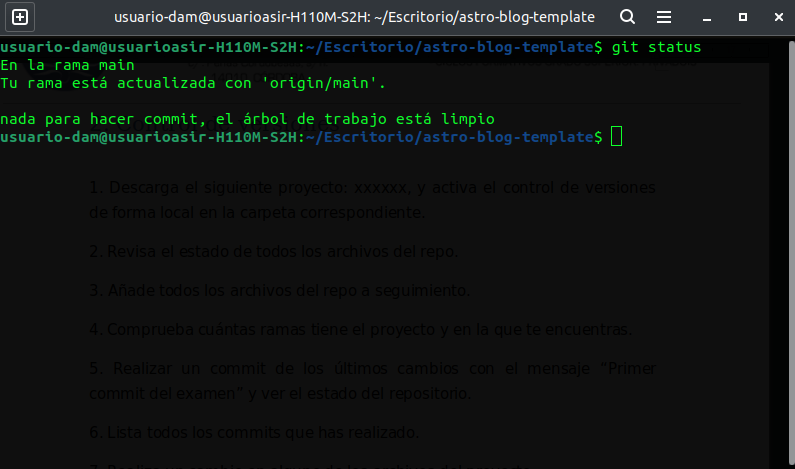 usuario-dam@usuarioasir-H110M-S2H: ~/Escritorio/astro-blog-template
usuario-dam@usuarioasir-H110M-S2H:~/Escritorio/astro-blog-template$ git status
En la rama main
Tu rama está actualizada con 'origin/main'.
nada para hacer commit, el árbol de trabajo está limpio
usuario-dam@usuarioasir-H110M-S2H:~/Escritorio/astro-blog-template$
1. Descarga el siguiente proyecto: xxxxxx, y activa el control de versiones
de forma local en la carpeta correspondiente.
2. Revisa el estado de todos los archivos del repo.
3. Añade todos los archivos del repo a seguimiento.
4. Comprueba cuántas ramas tiene el proyecto y en la que te encuentras.
5. Realizar un commit de los últimos cambios con el mensaje "Primer
commit del examen" y ver el estado del repositorio.
6. Lista todos los commits que has realizado.